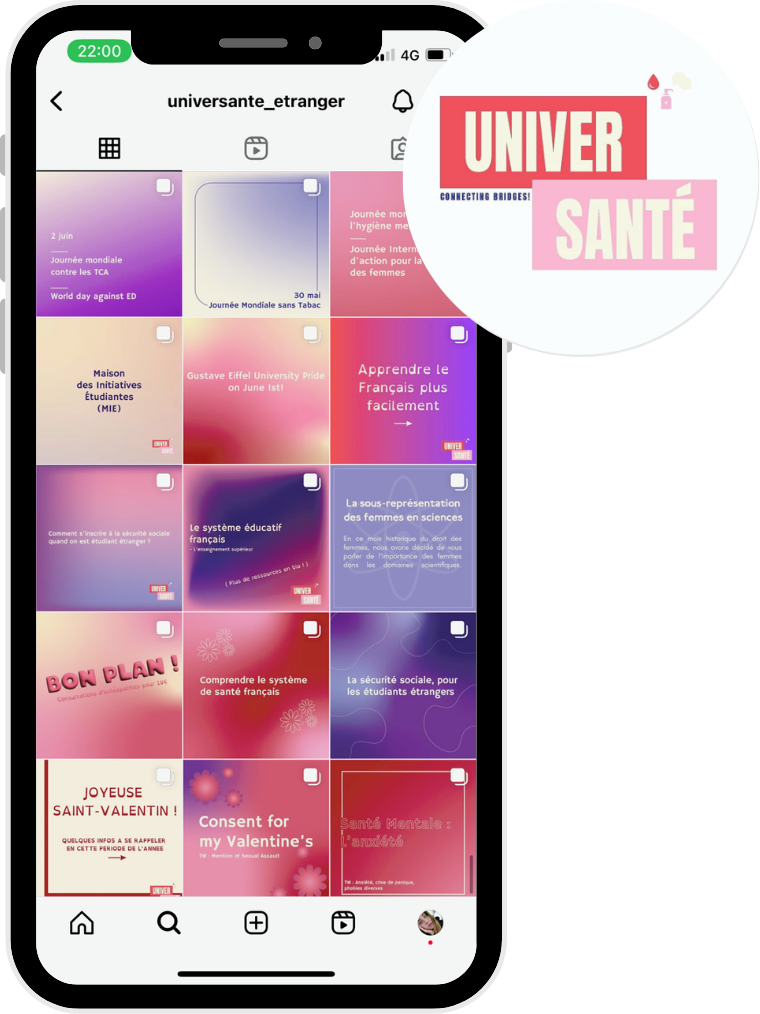 22:00
4G
universante_etranger
UNIVER
CONNECTING BRIDGES!
SANTÉ
2 juin
Journée mondiale
contre les TCA
World day against ED
30 mai
Journée Mondiale sans Tabac
Journée mon
l'hygiène me
Journée Intern
d'action pour la
des femmes
Maison
des Initiatives
Étudiantes
(MIE)
UNIVER
SANTÉ
Gustave Eiffel University Pride
on June 1st!
Apprendre le
Français plus
facilement
UNIVER
SANTÉ
Comment s'inscrire à la sécurité sociale
quand on est étudiant étranger ?
UNIVER
SANTÉ
Le système éducatif
français
- L'enseignement supérieur
( Plus de ressources en bio ! )
UNIVER
SANTÉ
La sous-représentation
des femmes en sciences
En ce mois historique du droit des
femmes, nous avons décidé de vous
parler de l'importance des femmes
dans les domaines scientifiques.
BON PLAN !
Consultations d'ostéopathie pour 10€
Comprendre le système
de santé français
La sécurité sociale, pour
les étudiants étrangers
JOYEUSE
SAINT-VALENTIN !
QUELQUES INFOS A SE RAPPELER
EN CETTE PERIODE DE L'ANNEE
UNIVER
Consent for
my Valentine's
TW : Mention of Sexual Assault
Santé Mentale :
L'anxiété
TW : Anxiété, crise de panique,
phobies diverses